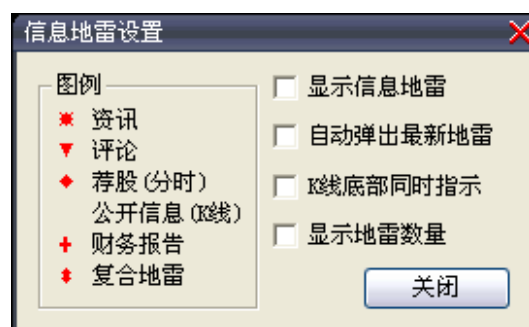 信息地雷设置
图例
资讯
评论
荐股(分时)
公开信息(K线)
财务报告
复合地雷
显示信息地雷
自动弹出最新地雷
K线底部同时指示
显示地雷数量
关闭